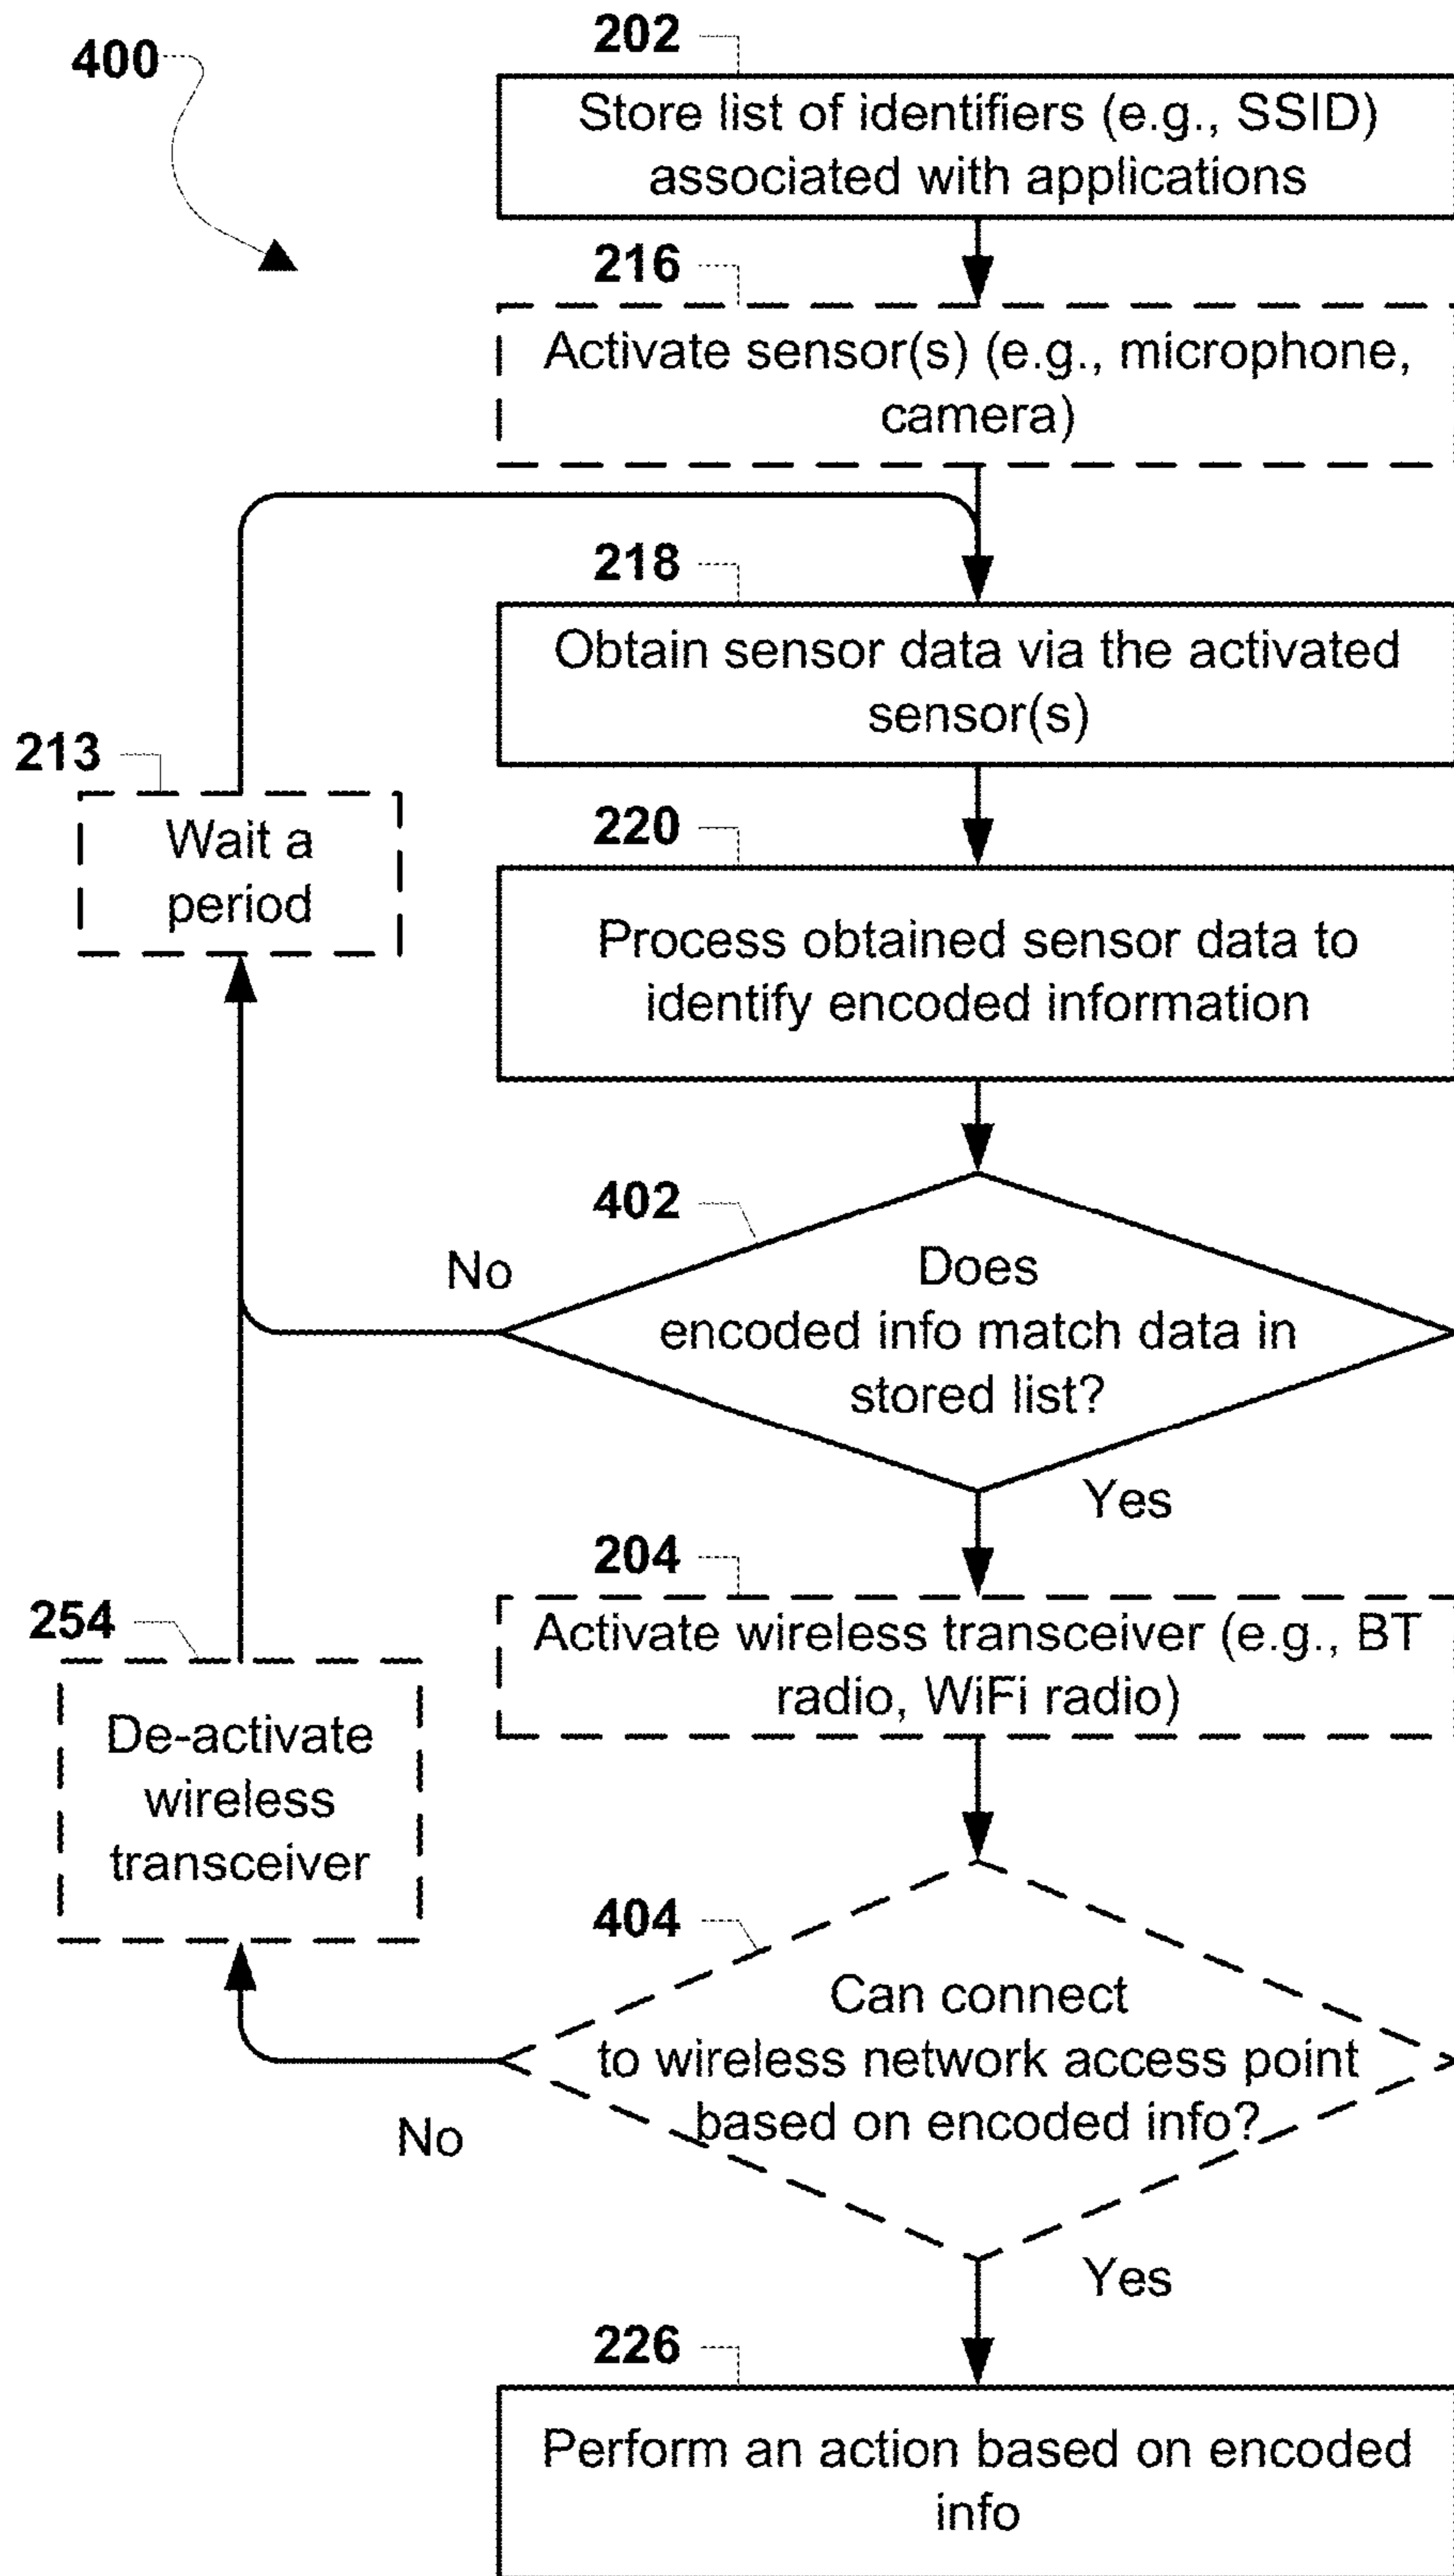 400
202
Store list of identifiers (e.g., SSID)
associated with applications
216
Activate sensor(s) (e.g., microphone,
camera)
218
Obtain sensor data via the activated
sensor(s)
213
Wait a
period
220
Process obtained sensor data to
identify encoded information
402
No
Does
encoded info match data in
stored list?
Yes
204
Activate wireless transceiver (e.g., BT
radio, WiFi radio)
254
De-activate
wireless
transceiver
404
Can connect
to wireless network access point
based on encoded info?
No
Yes
226
Perform an action based on encoded
info